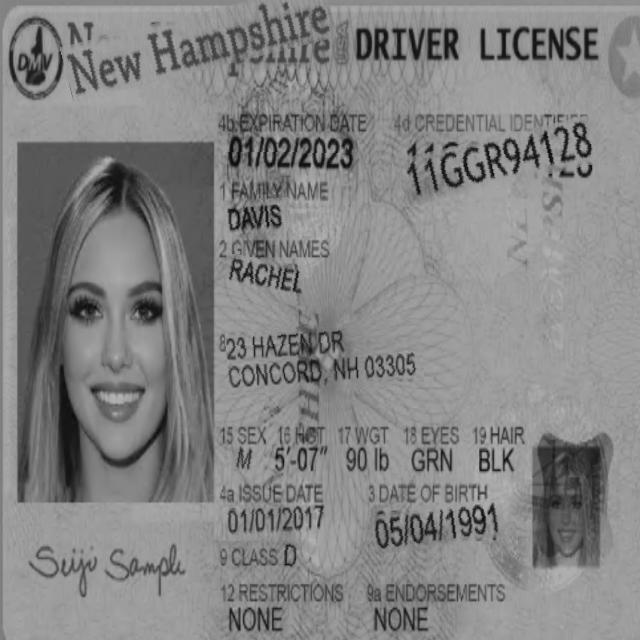 DMV New Hampshire USA DRIVER LICENSE
4b EXPIRATION DATE 4d CREDENTIAL IDENTIFIER
01/02/2023 11GGR94128
1 FAMILY NAME
DAVIS
2 GIVEN NAMES
RACHEL
8 23 HAZEN DR
CONCORD, NH 03305
15 SEX 16 HGT 17 WGT 18 EYES 19 HAIR
M 5'-07" 90 lb GRN BLK
4a ISSUE DATE 3 DATE OF BIRTH
01/01/2017 05/04/1991
9 CLASS D
Seiji Sample
12 RESTRICTIONS 9a ENDORSEMENTS
NONE NONE